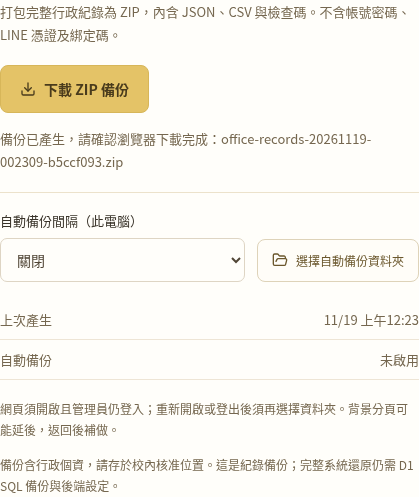 打包完整行政紀錄為 ZIP，內含 JSON、CSV 與檢查碼。不含帳號密碼、
LINE 憑證及綁定碼。
下載 ZIP 備份
備份已產生，請確認瀏覽器下載完成：office-records-20261119-
002309-b5ccf093.zip
自動備份間隔（此電腦）
關閉
選擇自動備份資料夾
上次產生
11/19 上午12:23
自動備份
未啟用
網頁須開啟且管理員仍登入；重新開啟或登出後須再選擇資料夾。背景分頁可
能延後，返回後補做。
備份含行政個資，請存於校內核准位置。這是紀錄備份；完整系統還原仍需 D1
SQL 備份與後端設定。